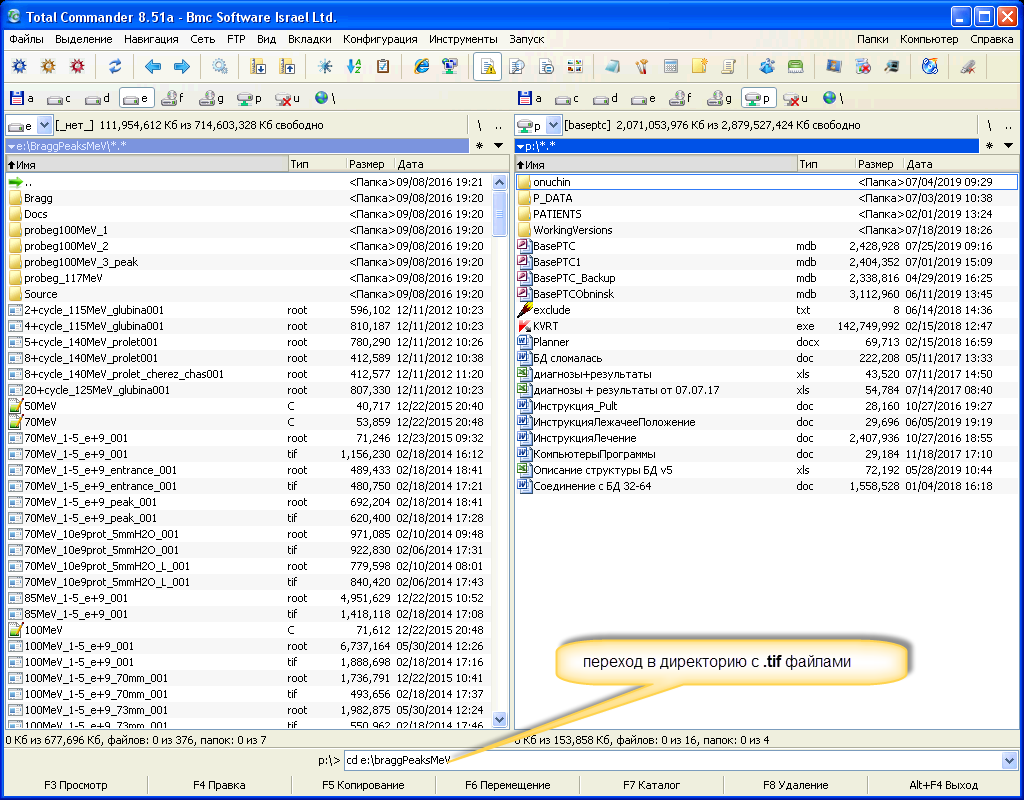 Total Commander 8.51a - Bmc Software Israel Ltd.
Файлы Выделение Навигация Сеть FTP Вид Вкладки Конфигурация Инструменты Запуск Папки Компьютер Справка
a c d e f g p u \ a c d e f g p u \
e [_нет_] 111,954,612 Кб из 714,603,328 Кб свободно \ .. p [baseptc] 2,071,053,976 Кб из 2,879,527,424 Кб свободно \ ..
e:\BraggPeaksMeV\*.* * p:\*.* *
Имя Тип Размер Дата Имя Тип Размер Дата
.. <Папка> 09/08/2016 19:21 onuchin <Папка> 07/04/2019 09:29
Bragg <Папка> 09/08/2016 19:20 P_DATA <Папка> 07/03/2019 10:38
Docs <Папка> 09/08/2016 19:20 PATIENTS <Папка> 02/01/2019 13:24
probeg100MeV_1 <Папка> 09/08/2016 19:20 WorkingVersions <Папка> 07/18/2019 18:26
probeg100MeV_2 <Папка> 09/08/2016 19:20 BasePTC mdb 2,428,928 07/25/2019 09:16
probeg100MeV_3_peak <Папка> 09/08/2016 19:20 BasePTC1 mdb 2,404,352 07/01/2019 15:09
probeg_117MeV <Папка> 09/08/2016 19:20 BasePTC_Backup mdb 2,338,816 04/29/2019 16:25
Source <Папка> 09/08/2016 19:20 BasePTCObninsk mdb 3,112,960 06/11/2019 13:45
2+cycle_115MeV_glubina001 root 596,102 12/11/2012 10:23 exclude txt 8 06/14/2018 14:36
4+cycle_115MeV_glubina001 root 810,187 12/11/2012 10:23 KVRT exe 142,749,992 02/15/2018 12:47
5+cycle_140MeV_prolet001 root 780,290 12/11/2012 10:26 Planner docx 69,713 02/15/2018 16:59
8+cycle_140MeV_prolet001 root 412,589 12/11/2012 10:38 БД сломалась doc 222,208 05/11/2017 13:33
8+cycle_140MeV_prolet_cherez_chas001 root 412,577 12/11/2012 11:20 диагнозы+результаты xls 43,520 07/11/2017 14:50
20+cycle_125MeV_glubina001 root 807,330 12/11/2012 10:23 диагнозы + результаты от 07.07.17 xls 54,784 07/14/2017 08:40
50MeV C 40,717 12/22/2015 20:40 Инструкция_Pult doc 28,160 10/27/2016 19:27
70MeV C 53,859 12/22/2015 20:48 ИнструкцияЛежачееПоложение doc 29,696 06/05/2019 19:19
70MeV_1-5_e+9_001 root 71,246 12/23/2015 09:32 ИнструкцияЛечение doc 2,407,936 10/27/2016 18:55
70MeV_1-5_e+9_001 tif 1,156,230 02/18/2014 16:12 КомпьютерыПрограммы doc 29,184 11/18/2017 17:10
70MeV_1-5_e+9_entrance_001 root 489,433 02/18/2014 18:41 Описание структуры БД v5 xls 72,192 05/28/2019 10:44
70MeV_1-5_e+9_entrance_001 tif 480,750 02/18/2014 17:21 Соединение с БД 32-64 doc 1,558,528 01/04/2018 16:18
70MeV_1-5_e+9_peak_001 root 692,204 02/18/2014 18:41
70MeV_1-5_e+9_peak_001 tif 620,400 02/18/2014 17:28
70MeV_10e9prot_5mmH2O_001 root 971,085 02/10/2014 09:48
70MeV_10e9prot_5mmH2O_001 tif 922,830 02/06/2014 17:31
70MeV_10e9prot_5mmH2O_L_001 root 779,598 02/10/2014 08:01
70MeV_10e9prot_5mmH2O_L_001 tif 840,420 02/06/2014 17:43
85MeV_1-5_e+9_001 root 4,951,629 12/22/2015 10:52
85MeV_1-5_e+9_001 tif 1,418,118 02/18/2014 17:08
100MeV C 71,612 12/22/2015 20:48
100MeV_1-5_e+9_001 root 6,737,164 05/30/2014 12:26
100MeV_1-5_e+9_001 tif 1,888,698 02/18/2014 17:16
переход в директорию с .tif файлами
100MeV_1-5_e+9_70mm_001 root 1,736,791 12/22/2015 10:41
100MeV_1-5_e+9_70mm_001 tif 493,656 02/18/2014 17:37
100MeV_1-5_e+9_73mm_001 root 1,982,875 05/30/2014 12:24
100MeV_1-5_e+9_73mm_001 tif 550,962 02/18/2014 17:46
0 Кб из 677,696 Кб, файлов: 0 из 376, папок: 0 из 7 0 Кб из 153,858 Кб, файлов: 0 из 16, папок: 0 из 4
p:\> cd e:\braggPeaksMeV
F3 Просмотр F4 Правка F5 Копирование F6 Перемещение F7 Каталог F8 Удаление Alt+F4 Выход